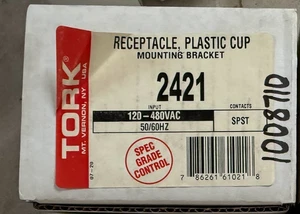 RECEPTACLE, PLASTIC CUP
MOUNTING BRACKET
2421
INPUT
120-480VAC
50/60HZ
CONTACTS
SPST
TORK®
MT. VERNON, NY, USA
SPEC
GRADE
CONTROL
7 86261 61021 8
1008710